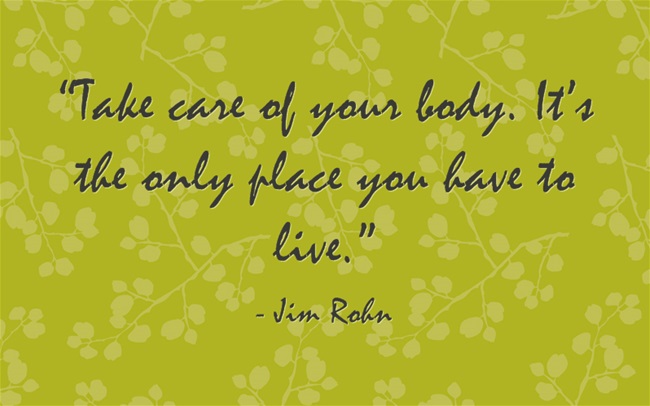 “Take care of your body. It's
the only place you have to
live.”
- Jim Rohn